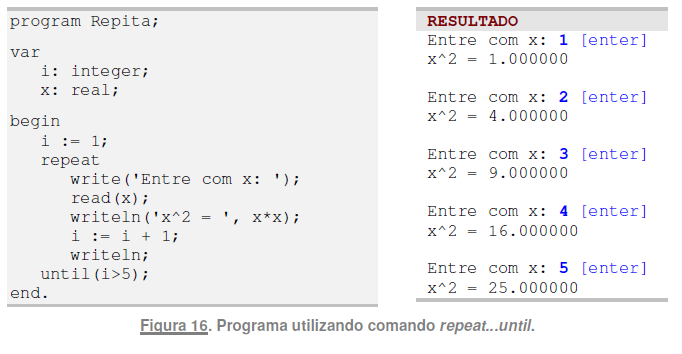 program Repita;
var
i: integer;
x: real;
begin
i := 1;
repeat
write('Entre com x: ');
read(x);
writeln('x^2 = ', x*x);
i := i + 1;
writeln;
until(i>5);
end.
RESULTADO
Entre com x: 1 [enter]
x^2 = 1.000000
Entre com x: 2 [enter]
x^2 = 4.000000
Entre com x: 3 [enter]
x^2 = 9.000000
Entre com x: 4 [enter]
x^2 = 16.000000
Entre com x: 5 [enter]
x^2 = 25.000000
Figura 16. Programa utilizando comando repeat...until.